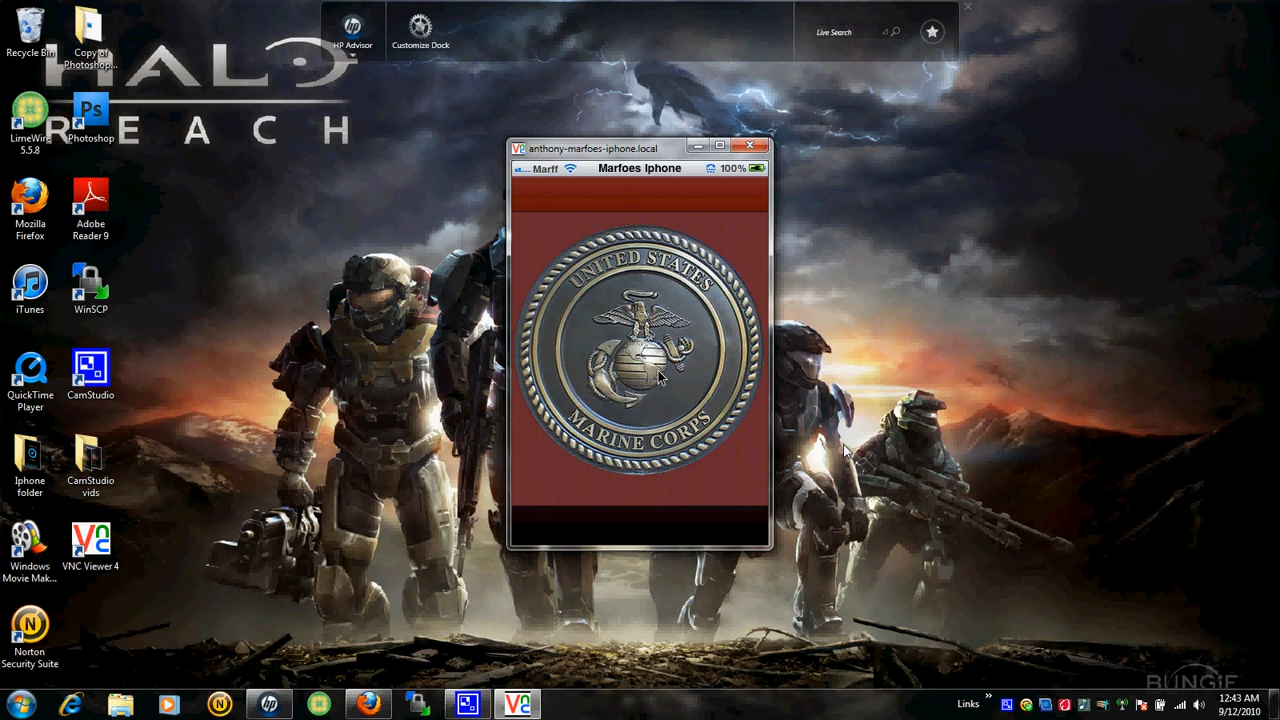 HALO
REACH
Recycle Bin
Copy of
Photoshop...
LimeWire
5.5.8
Ps
Photoshop
Mozilla
Firefox
Adobe
Reader 9
iTunes
WinSCP
QuickTime
Player
CamStudio
Iphone
folder
CamStudio
vids
Windows
Movie Mak...
VNC Viewer 4
Norton
Security Suite
hp
HP Advisor
Customize Dock
Live Search
anthony-marfoes-iphone.local
Marff
Marfoes Iphone
100%
UNITED STATES
MARINE CORPS
BUNGIE
Links
12:43 AM
9/12/2010